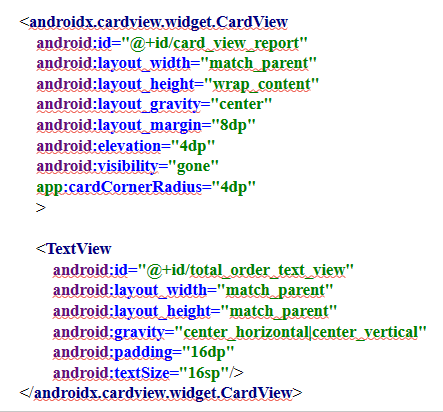 <androidx.cardview.widget.CardView
android:id="@+id/card_view_report"
android:layout_width="match_parent"
android:layout_height="wrap_content"
android:layout_gravity="center"
android:layout_margin="8dp"
android:elevation="4dp"
android:visibility="gone"
app:cardCornerRadius="4dp"
>
<TextView
android:id="@+id/total_order_text_view"
android:layout_width="match_parent"
android:layout_height="match_parent"
android:gravity="center_horizontal|center_vertical"
android:padding="16dp"
android:textSize="16sp"/>
</androidx.cardview.widget.CardView>